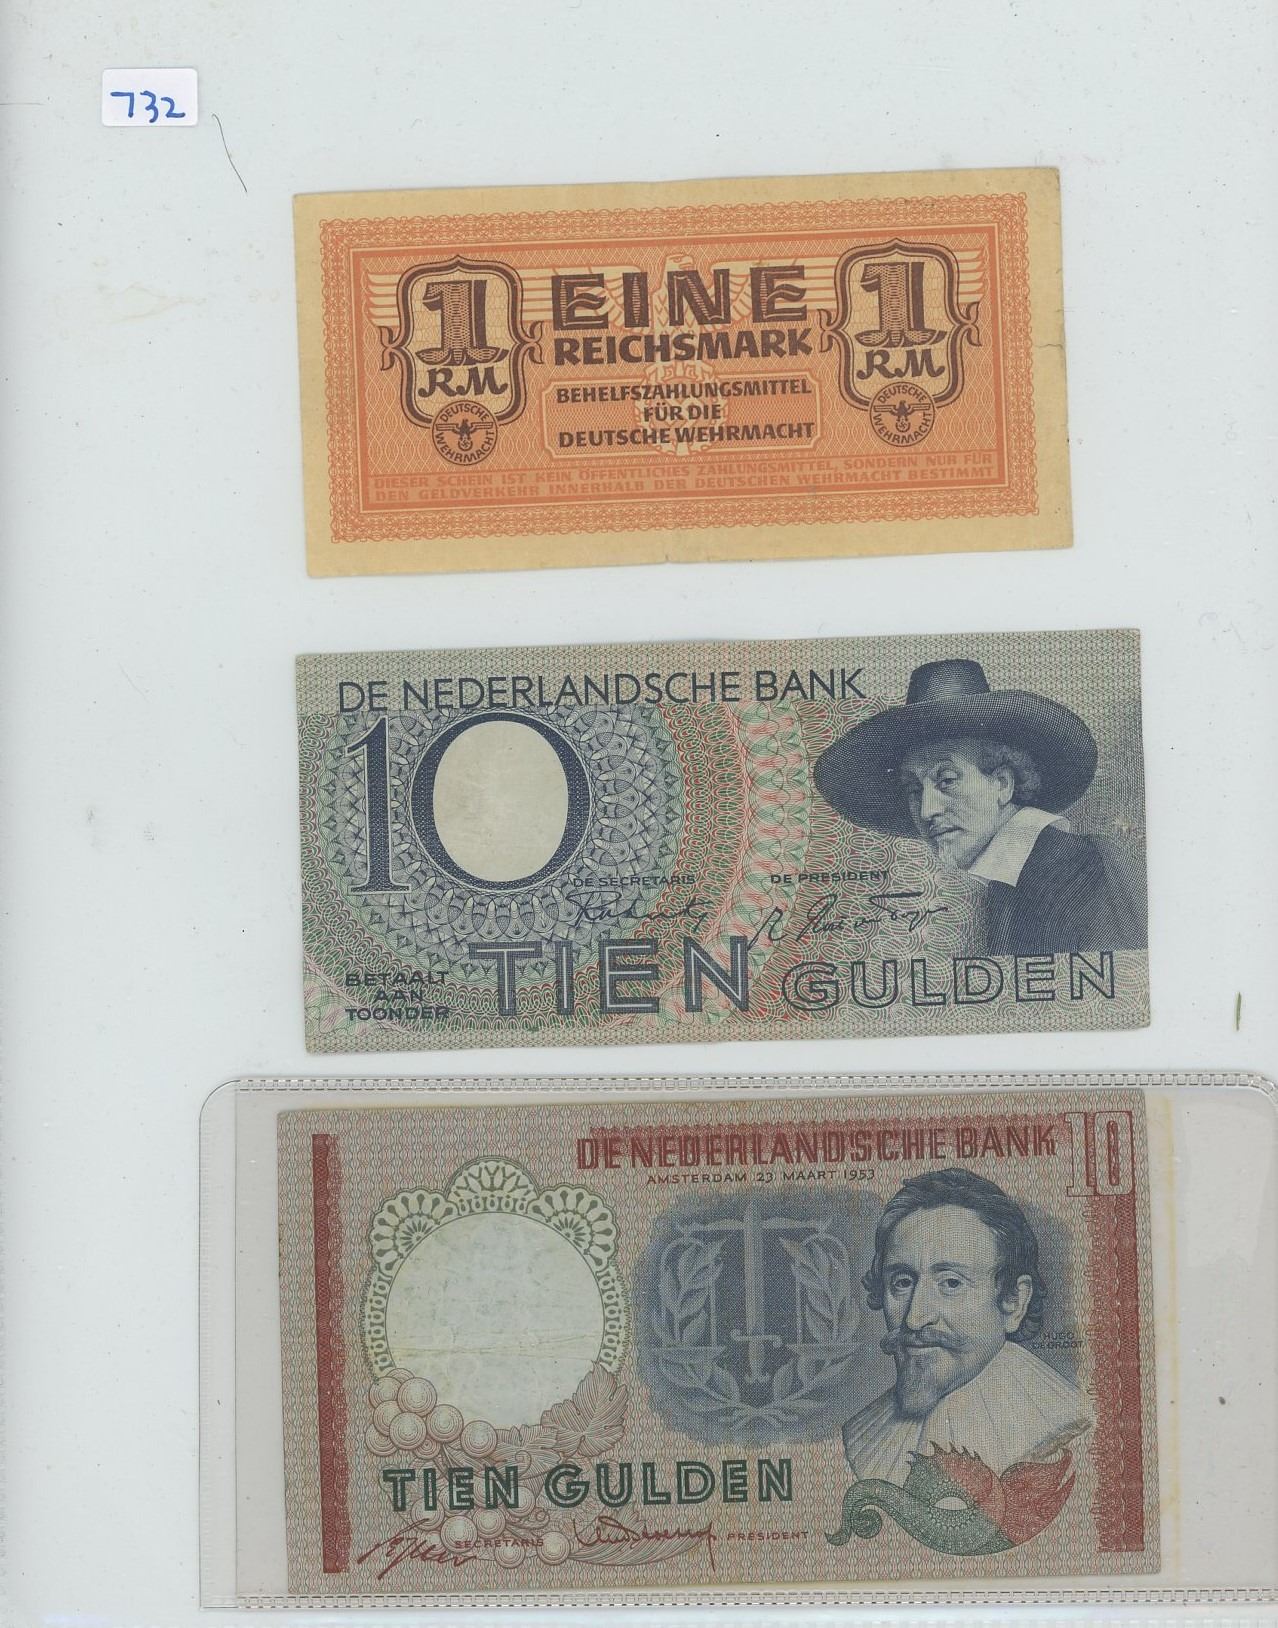 732
EINE
REICHSMARK
1
RM
1
RM
BEHELFSZAHLUNGSMITTEL
FÜR DIE
DEUTSCHE WEHRMACHT
DEUTSCHE
WEHRMACHT
DEUTSCHE
WEHRMACHT
DIESER SCHEIN IST KEIN ÖFFENTLICHES ZAHLUNGSMITTEL, SONDERN NUR FÜR
DEN GELDVERKEHR INNERHALB DER DEUTSCHEN WEHRMACHT BESTIMMT
DE NEDERLANDSCHE BANK
10
DE SECRETARIS DE PRESIDENT
BETAALT
AAN
TOONDER
TIEN GULDEN
DE NEDERLANDSCHE BANK 10
AMSTERDAM 23 MAART 1953
HUGO
DE GROOT
TIEN GULDEN
SECRETARIS PRESIDENT